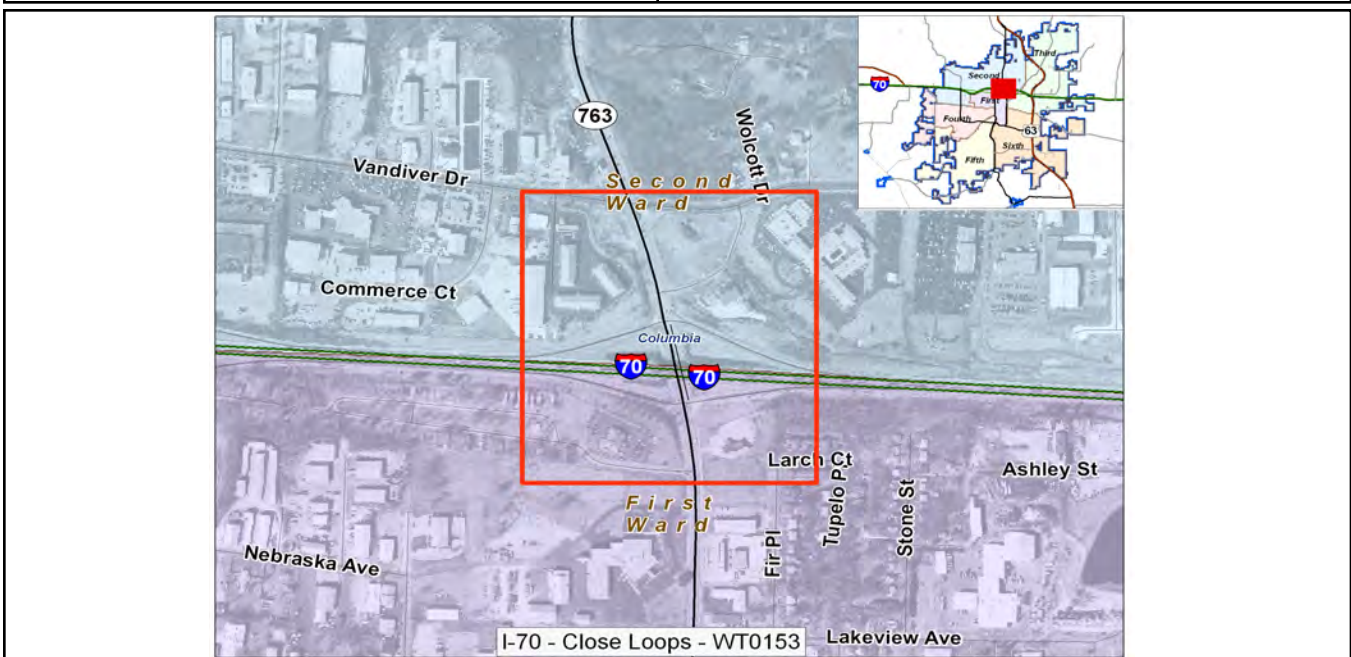 763
Wolcott Dr
Vandiver Dr
Second
Ward
Commerce Ct
Columbia
70
70
Larch Ct
Tupelo Pl
Ashley St
Stone St
First
Ward
Fir Pl
Nebraska Ave
Lakeview Ave
I-70 - Close Loops - WT0153
Third
Second
70
First
Fourth
63
Sixth
Fifth